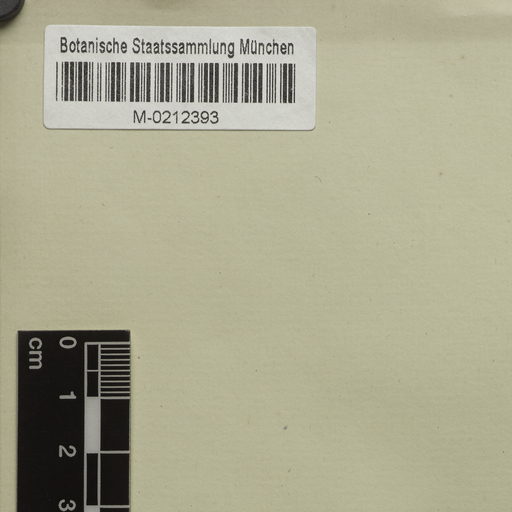 Botanische Staatssammlung München
M-0212393
cm
0
1
2
3